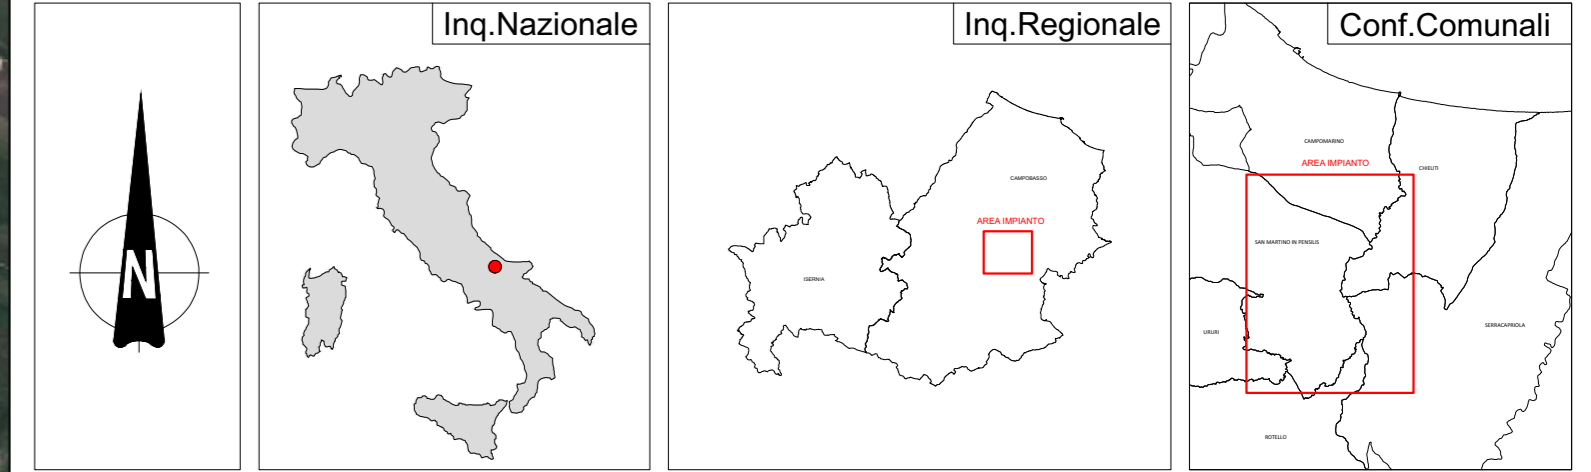 N
Inq.Nazionale
Inq.Regionale
CAMPOBASSO
AREA IMPIANTO
ISERNIA
Conf.Comunali
CAMPOMARINO
AREA IMPIANTO
CHIEUTI
SAN MARTINO IN PENSILIS
URURI
SERRACAPRIOLA
ROTELLO